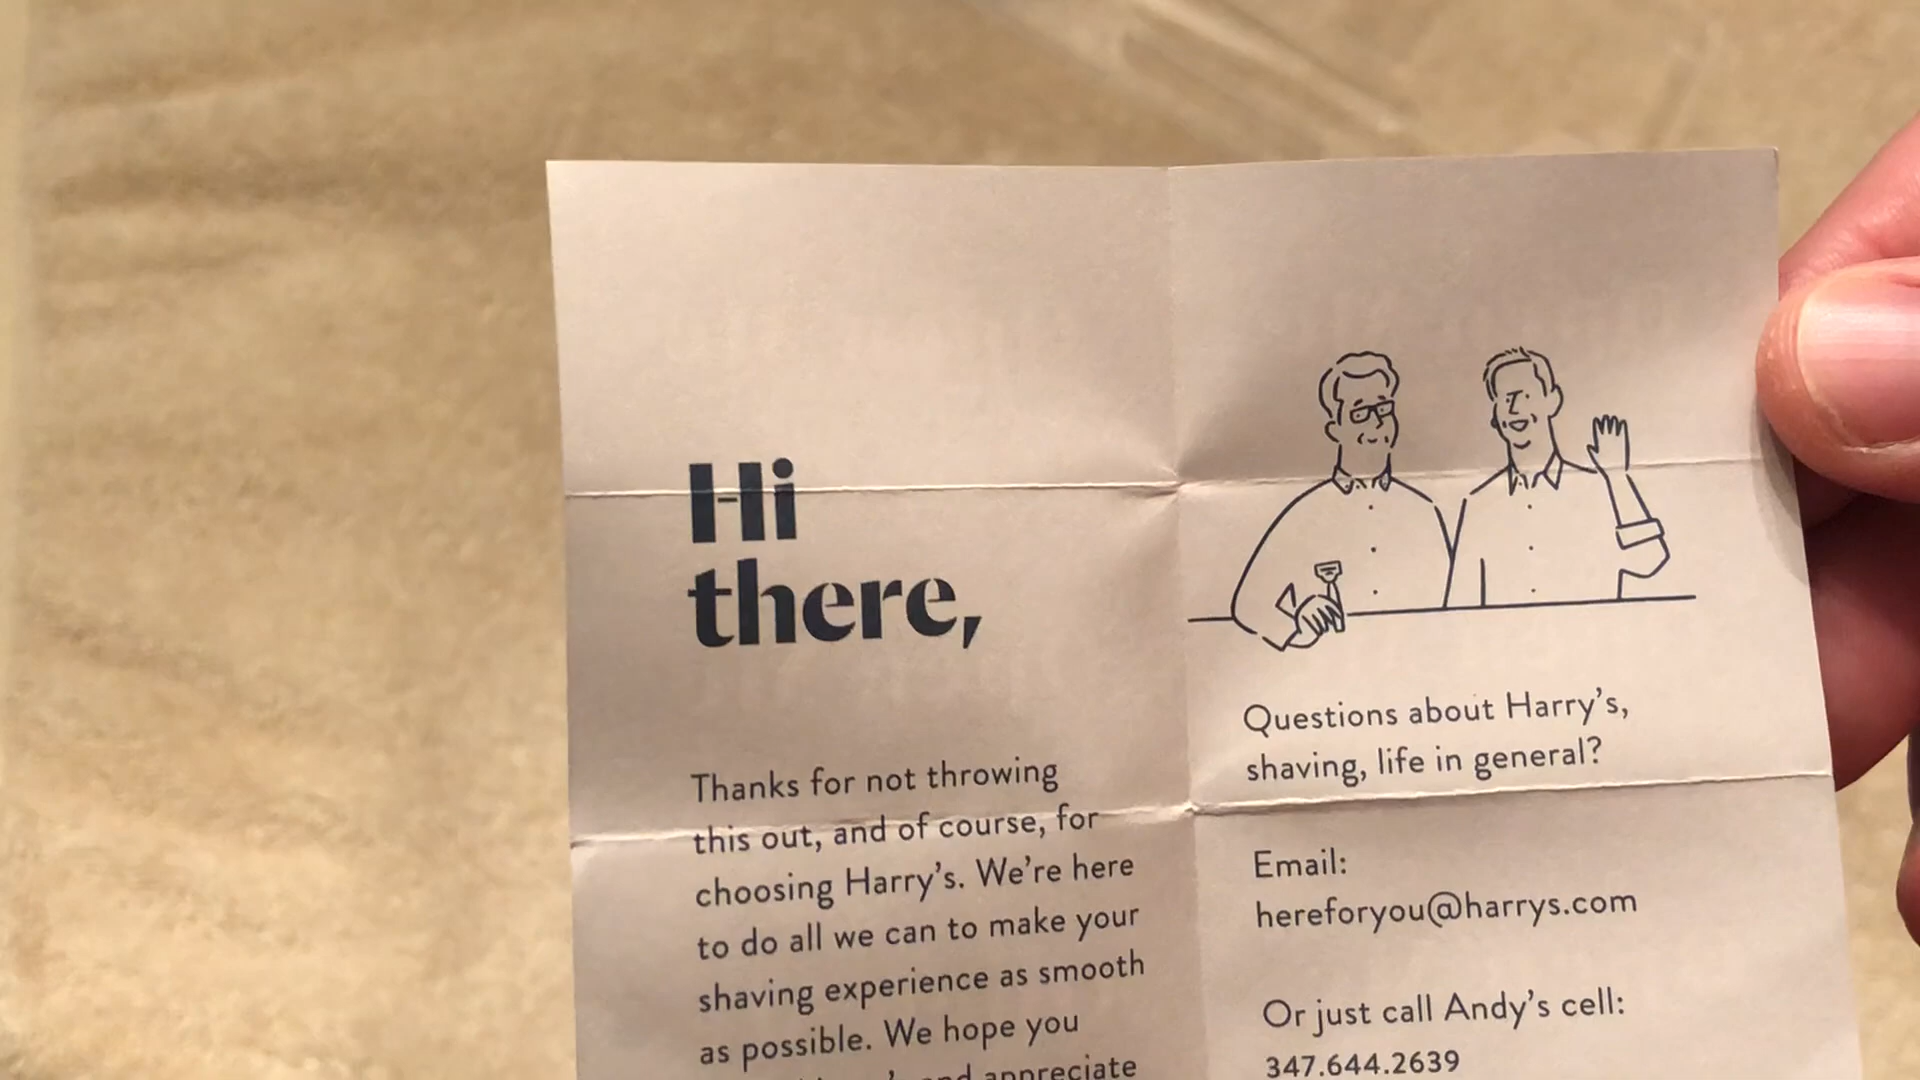 Hi
there,
Thanks for not throwing
this out, and of course, for
choosing Harry's. We're here
to do all we can to make your
shaving experience as smooth
as possible. We hope you
and appreciate
Questions about Harry's,
shaving, life in general?
Email:
hereforyou@harrys.com
Or just call Andy's cell:
347.644.2639